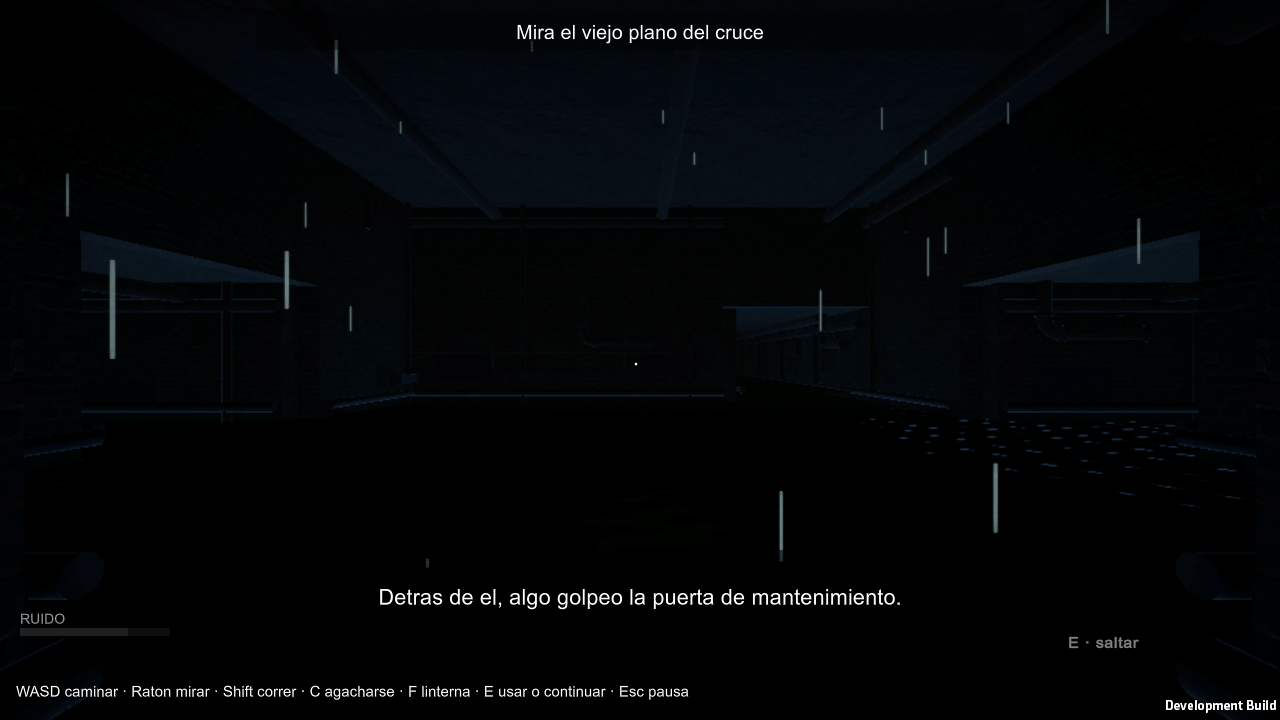 Mira el viejo plano del cruce
Detras de el, algo golpeo la puerta de mantenimiento.
RUIDO
E · saltar
WASD caminar · Raton mirar · Shift correr · C agacharse · F linterna · E usar o continuar · Esc pausa
Development Build